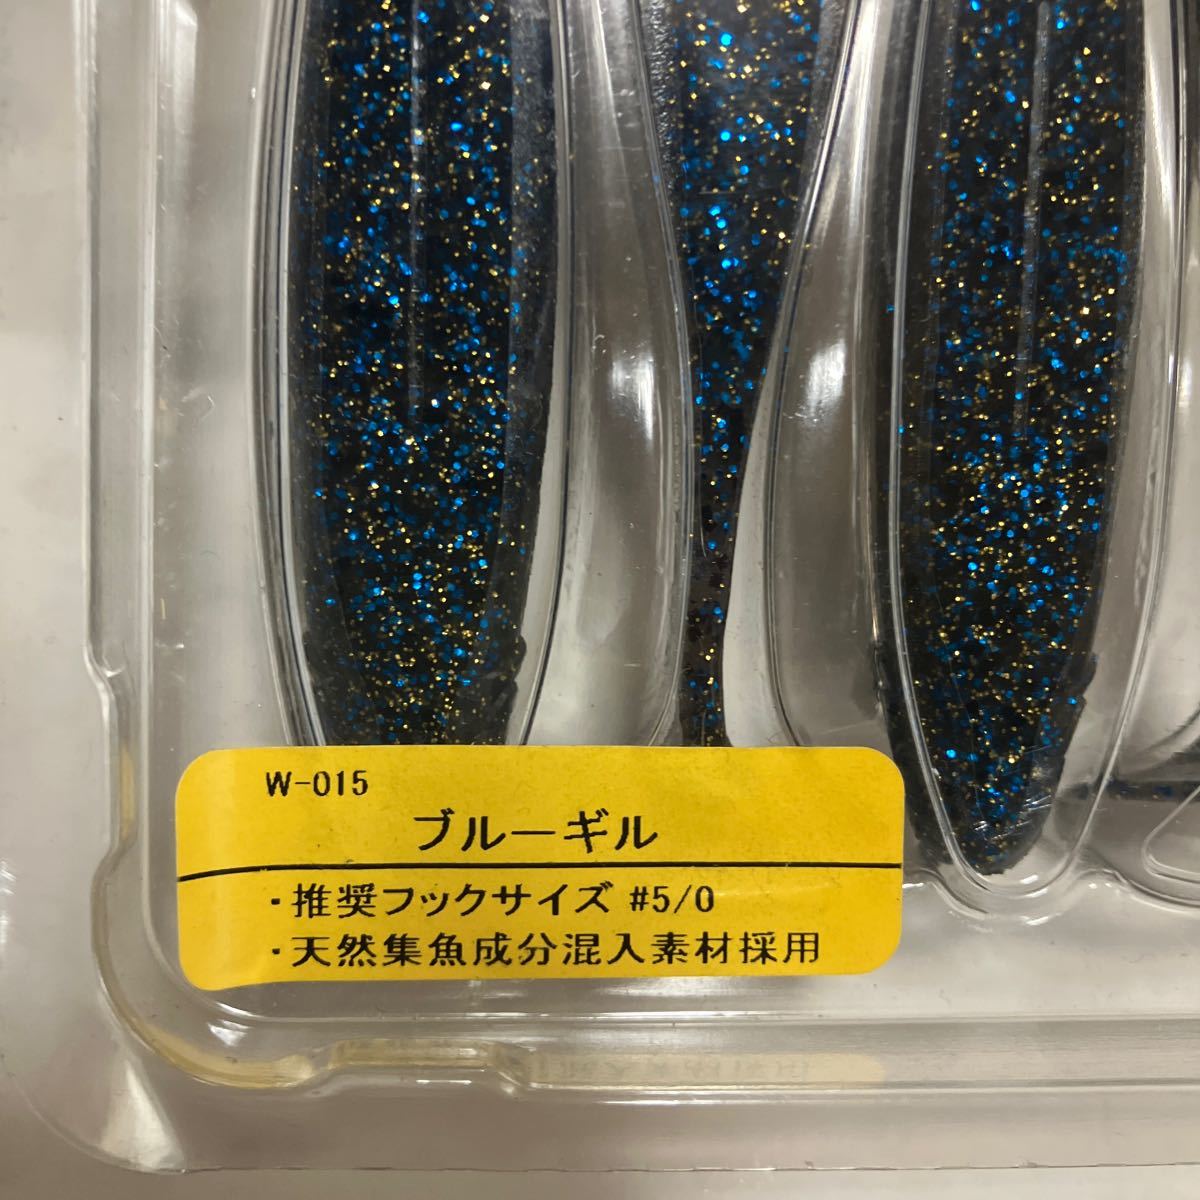 W-015
ブルーギル
・推奨フックサイズ #5/0
・天然集魚成分混入素材採用